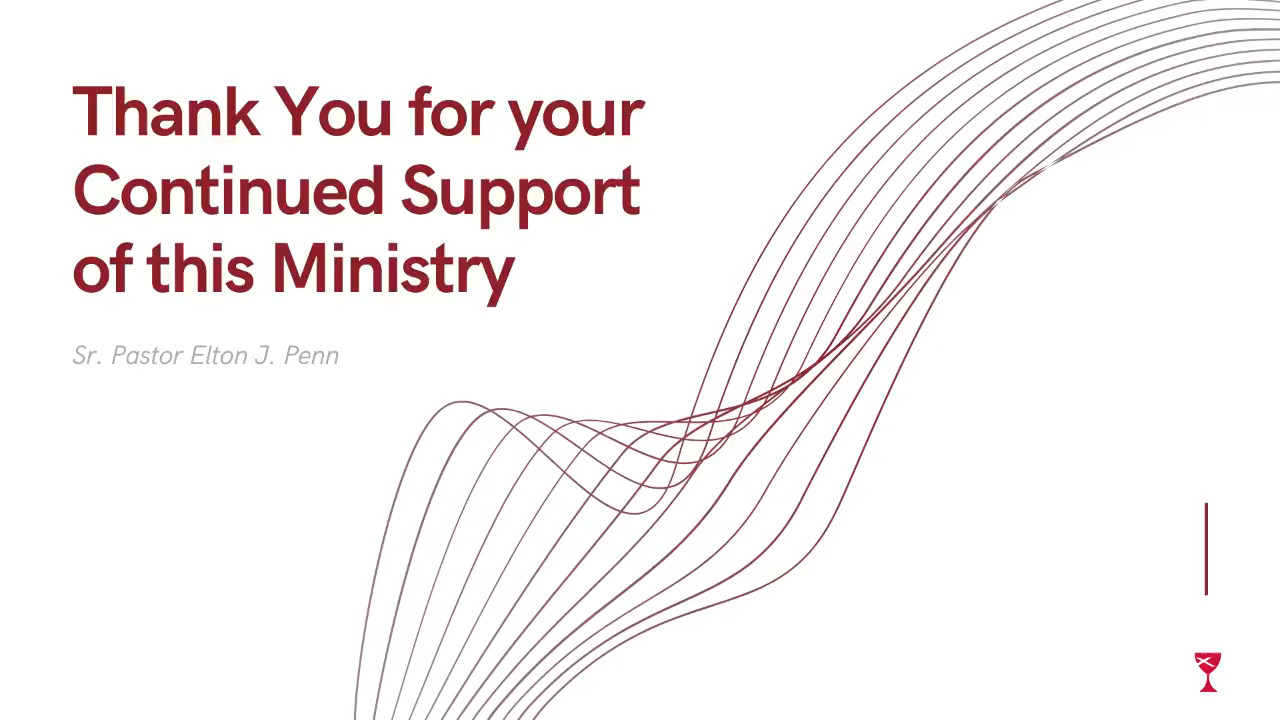 Thank You for your
Continued Support
of this Ministry
Sr. Pastor Elton J. Penn